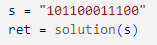 s = "101100011100"
ret = solution(s)